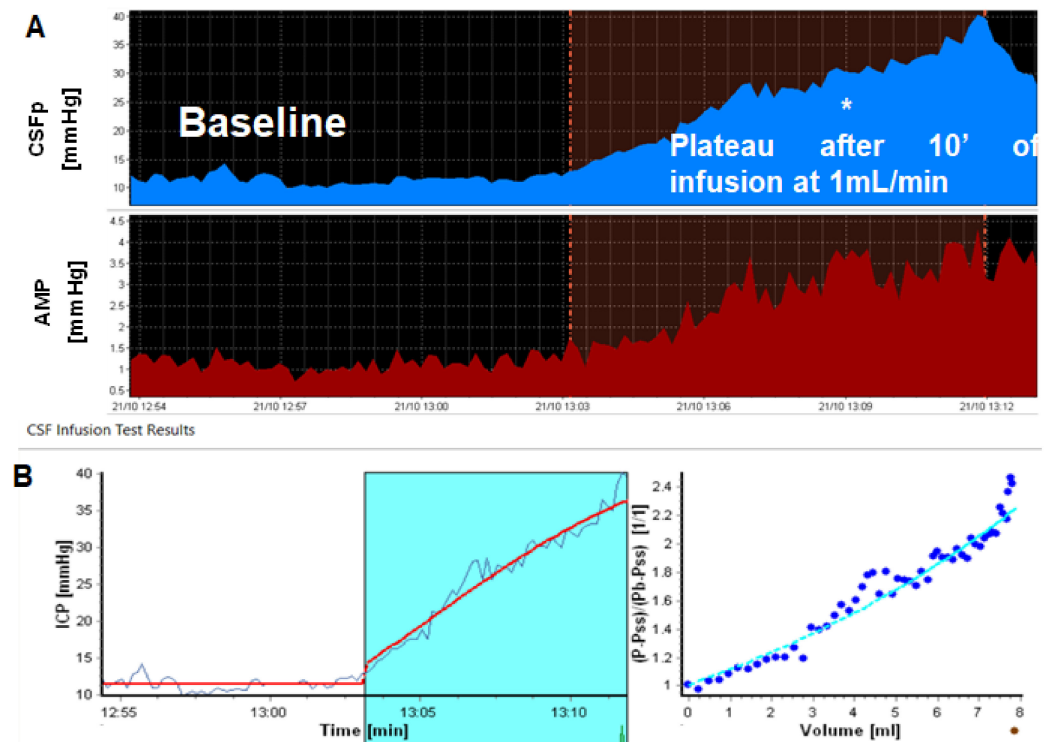 A
CSFp
[mmHg]
40
35
30
25
20
15
10
Baseline
*
Plateau after 10’ of
infusion at 1mL/min
AMP
[mm Hg]
4.5
4
3.5
3
2.5
2
1.5
1
0.5
21/10 12:54 21/10 12:57 21/10 13:00 21/10 13:03 21/10 13:06 21/10 13:09 21/10 13:12
CSF Infusion Test Results
B
ICP [mmHg]
40
30
20
10
12:55 13:00 13:05 13:10
Time [min]
(P-Pss)/(Pb-Pss) [1/1]
2.4
2.2
2
1.8
1.6
1.4
1.2
1
0 1 2 3 4 5 6 7 8
Volume [ml]